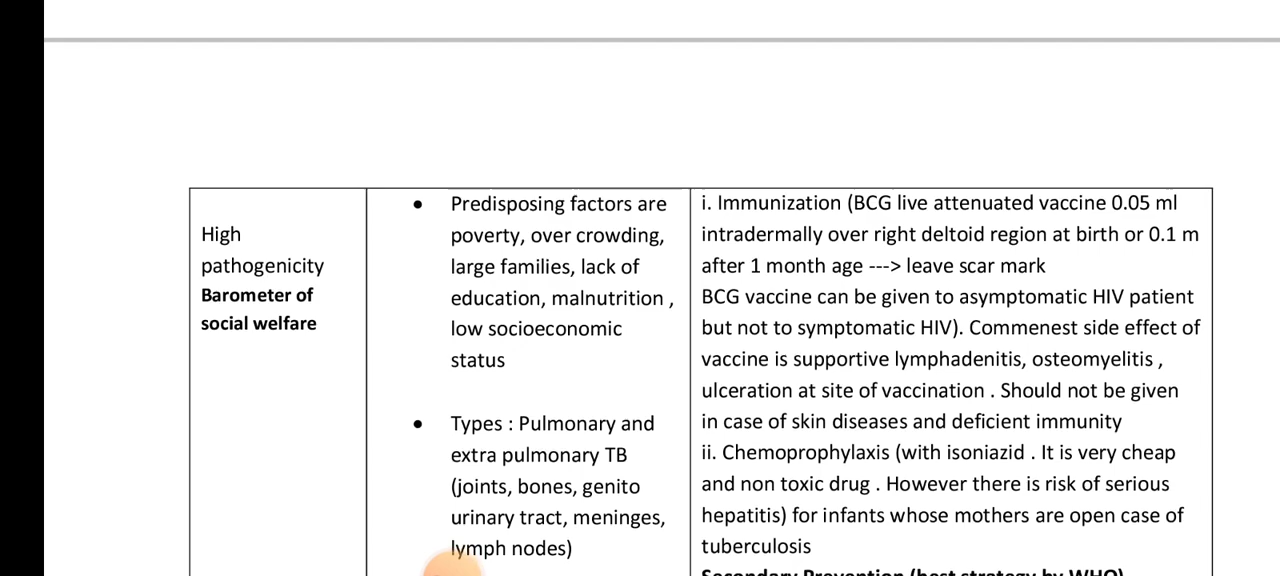 High
pathogenicity
Barometer of
social welfare
• Predisposing factors are
poverty, over crowding,
large families, lack of
education, malnutrition ,
low socioeconomic
status
• Types : Pulmonary and
extra pulmonary TB
(joints, bones, genito
urinary tract, meninges,
lymph nodes)
i. Immunization (BCG live attenuated vaccine 0.05 ml
intradermally over right deltoid region at birth or 0.1 m
after 1 month age ---> leave scar mark
BCG vaccine can be given to asymptomatic HIV patient
but not to symptomatic HIV). Commenest side effect of
vaccine is supportive lymphadenitis, osteomyelitis ,
ulceration at site of vaccination . Should not be given
in case of skin diseases and deficient immunity
ii. Chemoprophylaxis (with isoniazid . It is very cheap
and non toxic drug . However there is risk of serious
hepatitis) for infants whose mothers are open case of
tuberculosis
Secondary Prevention (best strategy by WHO)